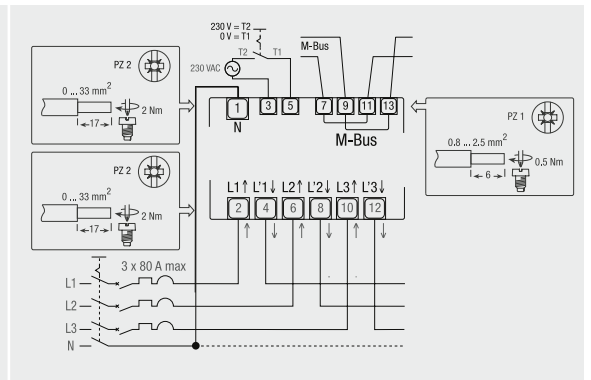 230 V = T2
0 V = T1
T2 T1
230 VAC
M-Bus
PZ 2
0 ... 33 mm²
17
2 Nm
1 3 5 7 9 11 13
N
M-Bus
PZ 1
0.8 ... 2.5 mm²
6
0.5 Nm
PZ 2
0 ... 33 mm²
17
2 Nm
L1↑ L'1↓ L2↑ L'2↓ L3↑ L'3↓
2 4 6 8 10 12
3 x 80 A max
L1
L2
L3
N